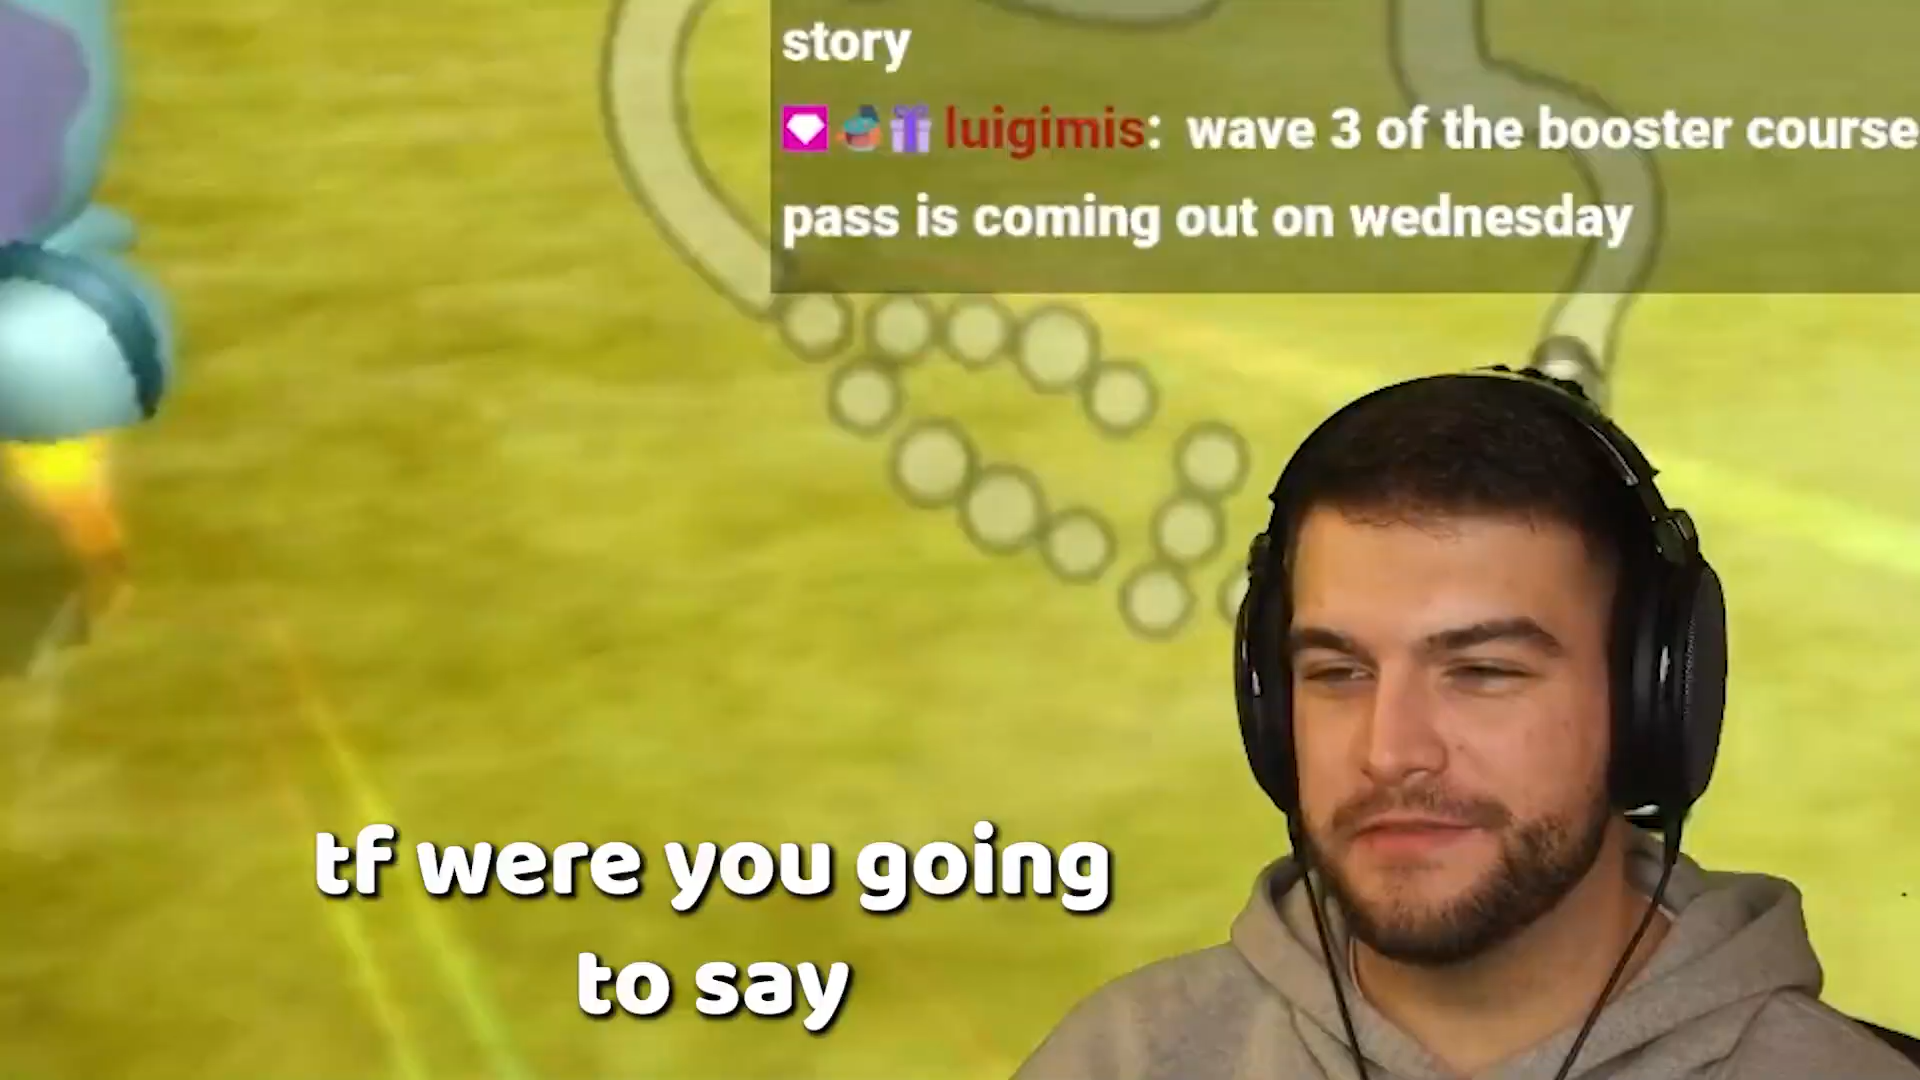 story
luigimis: wave 3 of the booster course
pass is coming out on wednesday
tf were you going
to say